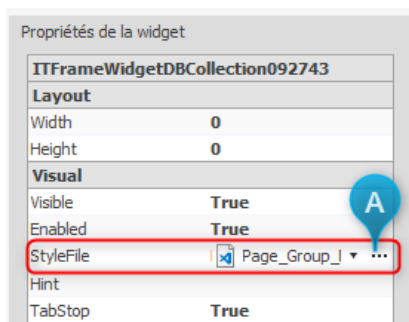 Propriétés de la widget
ITFrameWidgetDBCollection092743
Layout
Width 0
Height 0
Visual
Visible True
A
Enabled True
StyleFile Page_Group_I ...
Hint
TabStop True